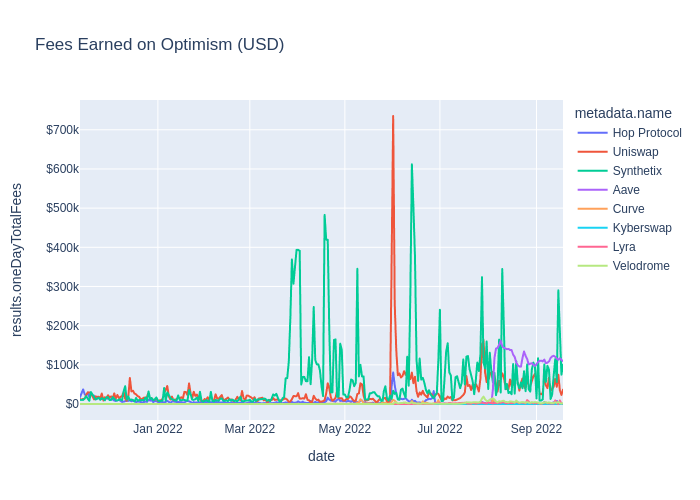 Fees Earned on Optimism (USD)
metadata.name
Hop Protocol
Uniswap
Synthetix
Aave
Curve
Kyberswap
Lyra
Velodrome
results.oneDayTotalFees
$700k
$600k
$500k
$400k
$300k
$200k
$100k
$0
Jan 2022
Mar 2022
May 2022
Jul 2022
Sep 2022
date